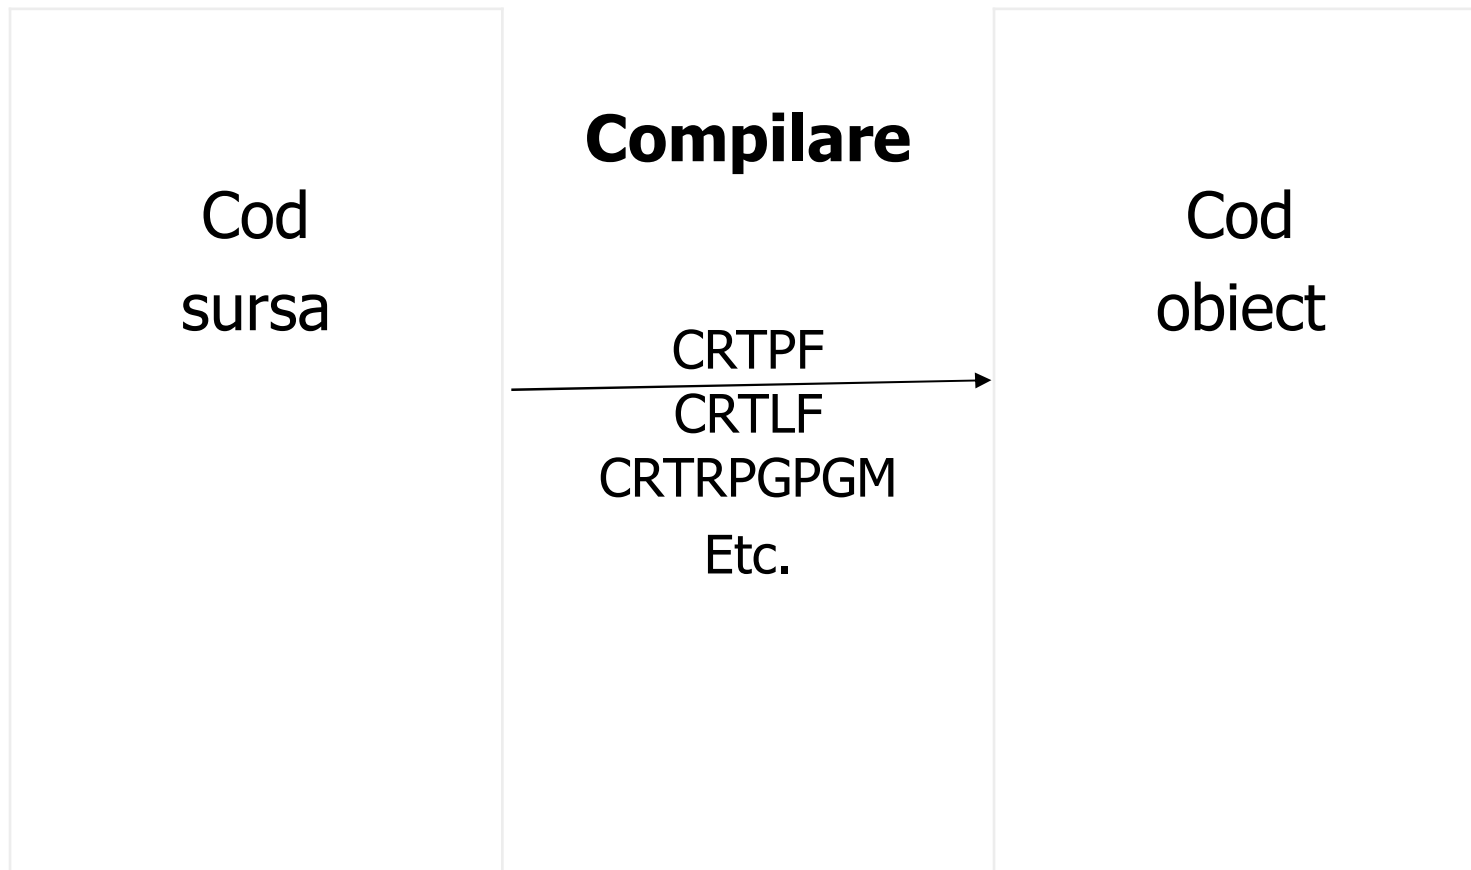 Cod
sursa
Compilare
CRTPF
CRTLF
CRTRPGPGM
Etc.
Cod
obiect